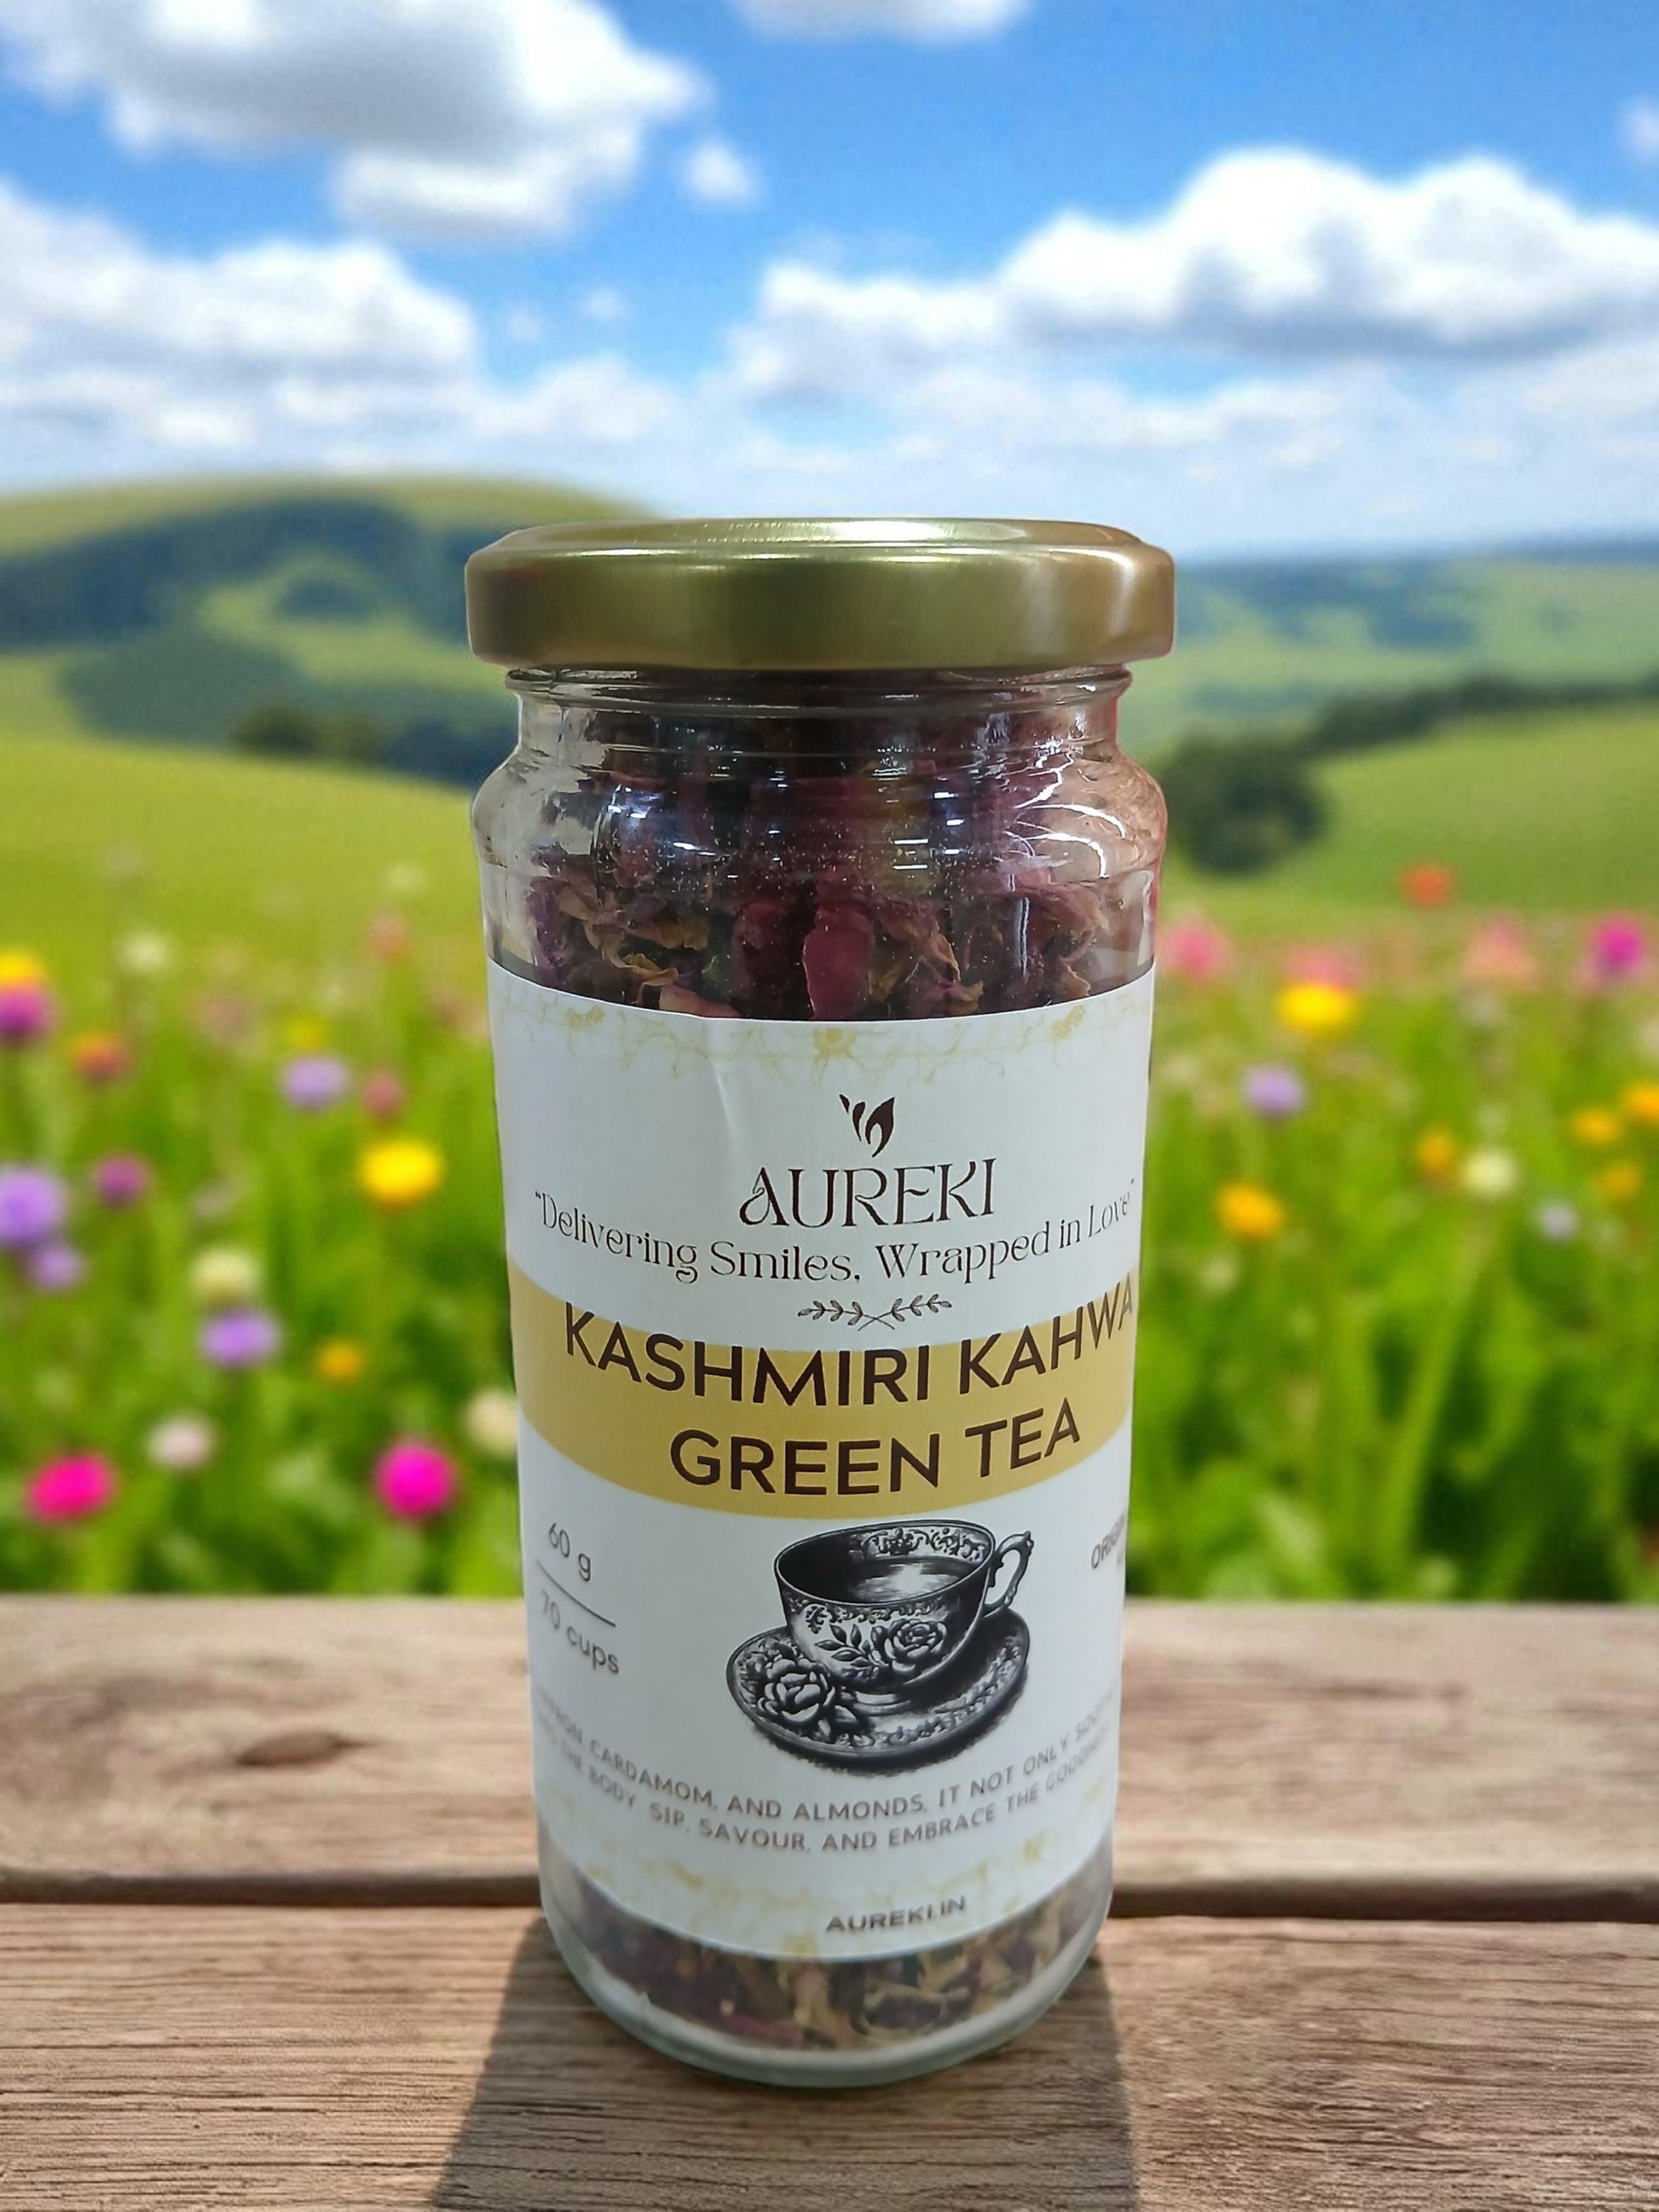 AUREKI
"Delivering Smiles, Wrapped in Love"
KASHMIRI KAHWA
GREEN TEA
60 g
70 cups
CARDAMOM, AND ALMONDS, IT NOT ONLY
THE BODY. SIP, SAVOUR, AND EMBRACE THE
AUREKI.IN